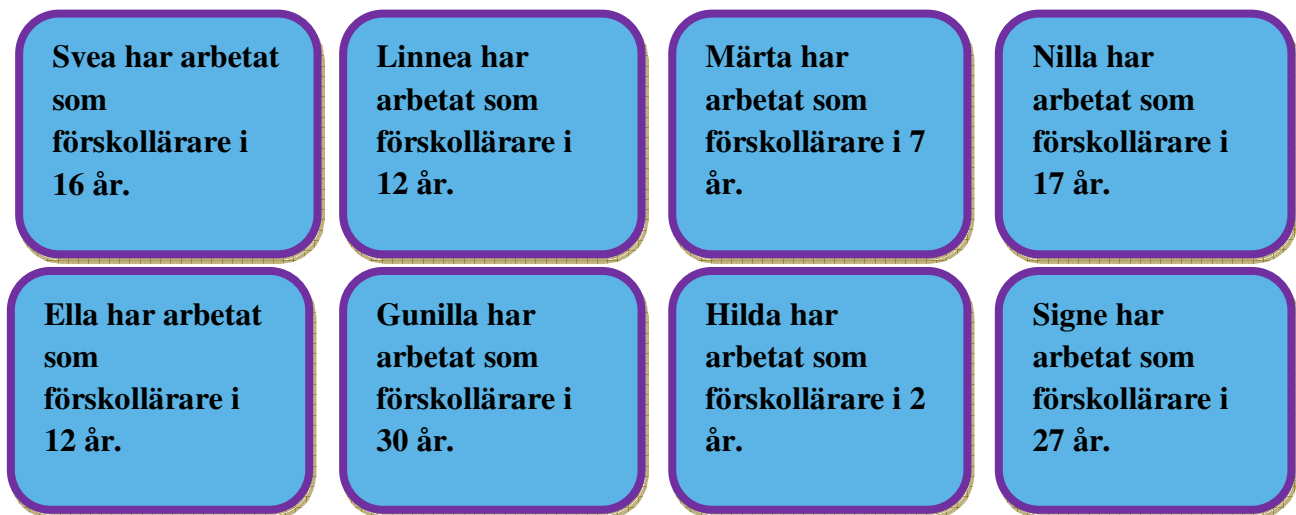 Svea har arbetat
som
förskollärare i
16 år.
Linnea har
arbetat som
förskollärare i
12 år.
Märta har
arbetat som
förskollärare i 7
år.
Nilla har
arbetat som
förskollärare i
17 år.
Ella har arbetat
som
förskollärare i
12 år.
Gunilla har
arbetat som
förskollärare i
30 år.
Hilda har
arbetat som
förskollärare i 2
år.
Signe har
arbetat som
förskollärare i
27 år.